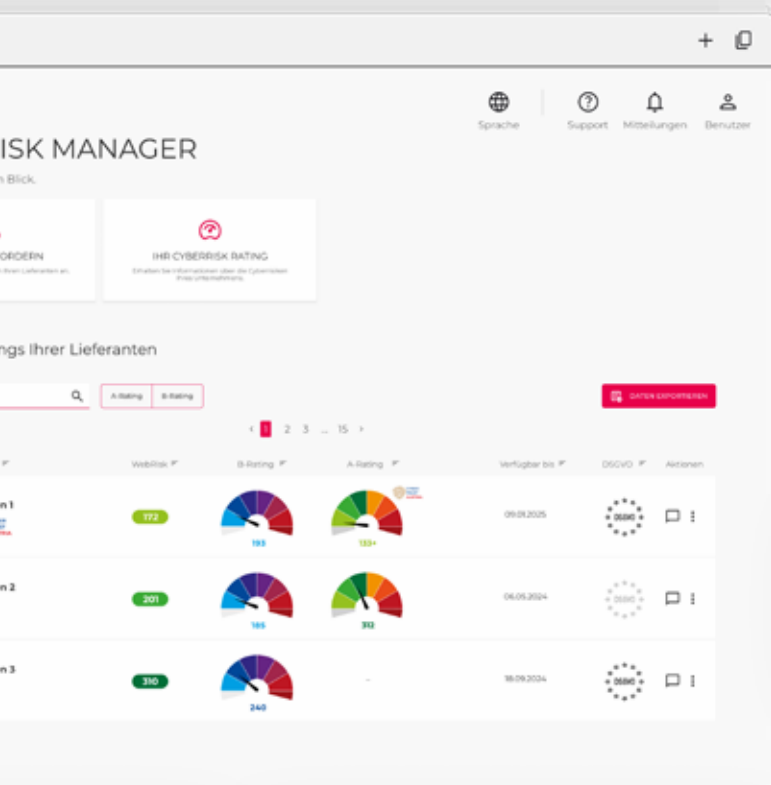 Sprache Support Mitteilungen Benutzer
ISK MANAGER
n Blick.
ORDERN
IHR CYBERRISK RATING
ngs Ihrer Lieferanten
A-Rating B-Rating
DATEN EXPORTIEREN
1 2 3 ... 15
WebRisk B-Rating A-Rating Verfügbar bis DSGVO Aktionen
n 1 172 193 133+ 09.01.2025 DSGVO
n 2 201 185 312 06.05.2024 DSGVO
n 3 310 240 - 18.09.2024 DSGVO